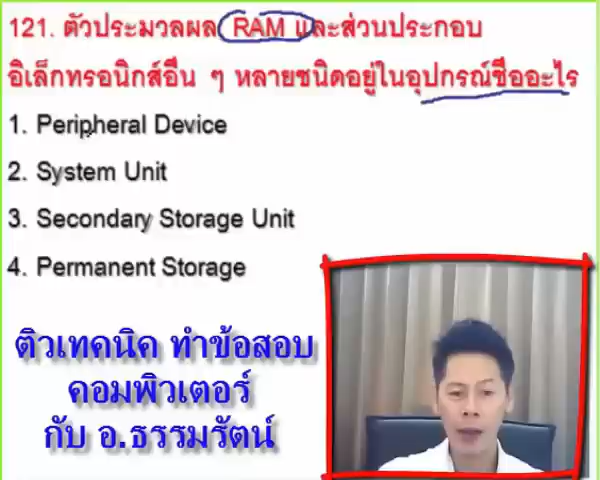 121. ตัวประมวลผล RAM และส่วนประกอบ
อิเล็กทรอนิกส์อื่น ๆ หลายชนิดอยู่ในอุปกรณ์ชื่ออะไร
1. Peripheral Device
2. System Unit
3. Secondary Storage Unit
4. Permanent Storage
ติวเทคนิค ทำข้อสอบ
คอมพิวเตอร์
กับ อ.ธรรมรัตน์